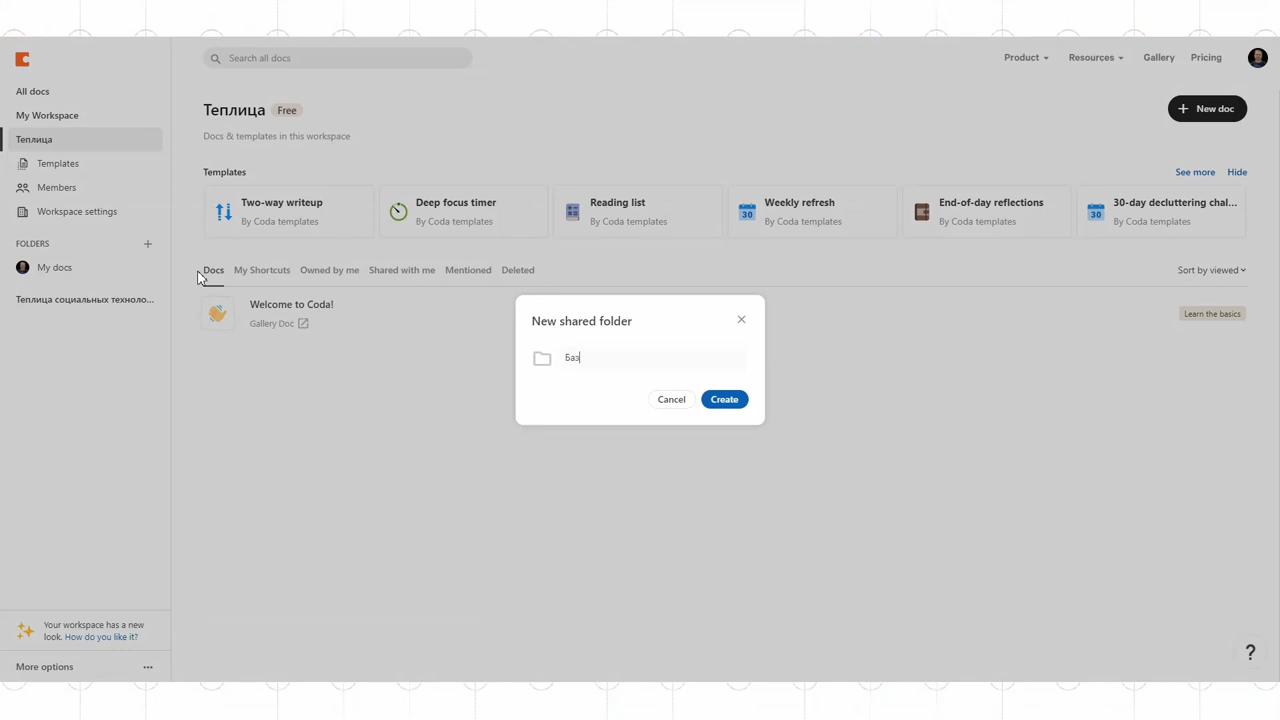 Search all docs
Product
Resources
Gallery
Pricing
All docs
My Workspace
Теплица
Templates
Members
Workspace settings
FOLDERS
My docs
Теплица социальных техноло...
Теплица Free
New doc
Docs & templates in this workspace
Templates
See more
Hide
Two-way writeup
By Coda templates
Deep focus timer
By Coda templates
Reading list
By Coda templates
30
Weekly refresh
By Coda templates
End-of-day reflections
By Coda templates
30
30-day decluttering chal...
By Coda templates
Docs
My Shortcuts
Owned by me
Shared with me
Mentioned
Deleted
Sort by viewed
Welcome to Coda!
Gallery Doc
Learn the basics
New shared folder
Баз
Cancel
Create
Your workspace has a new
look. How do you like it?
More options
?